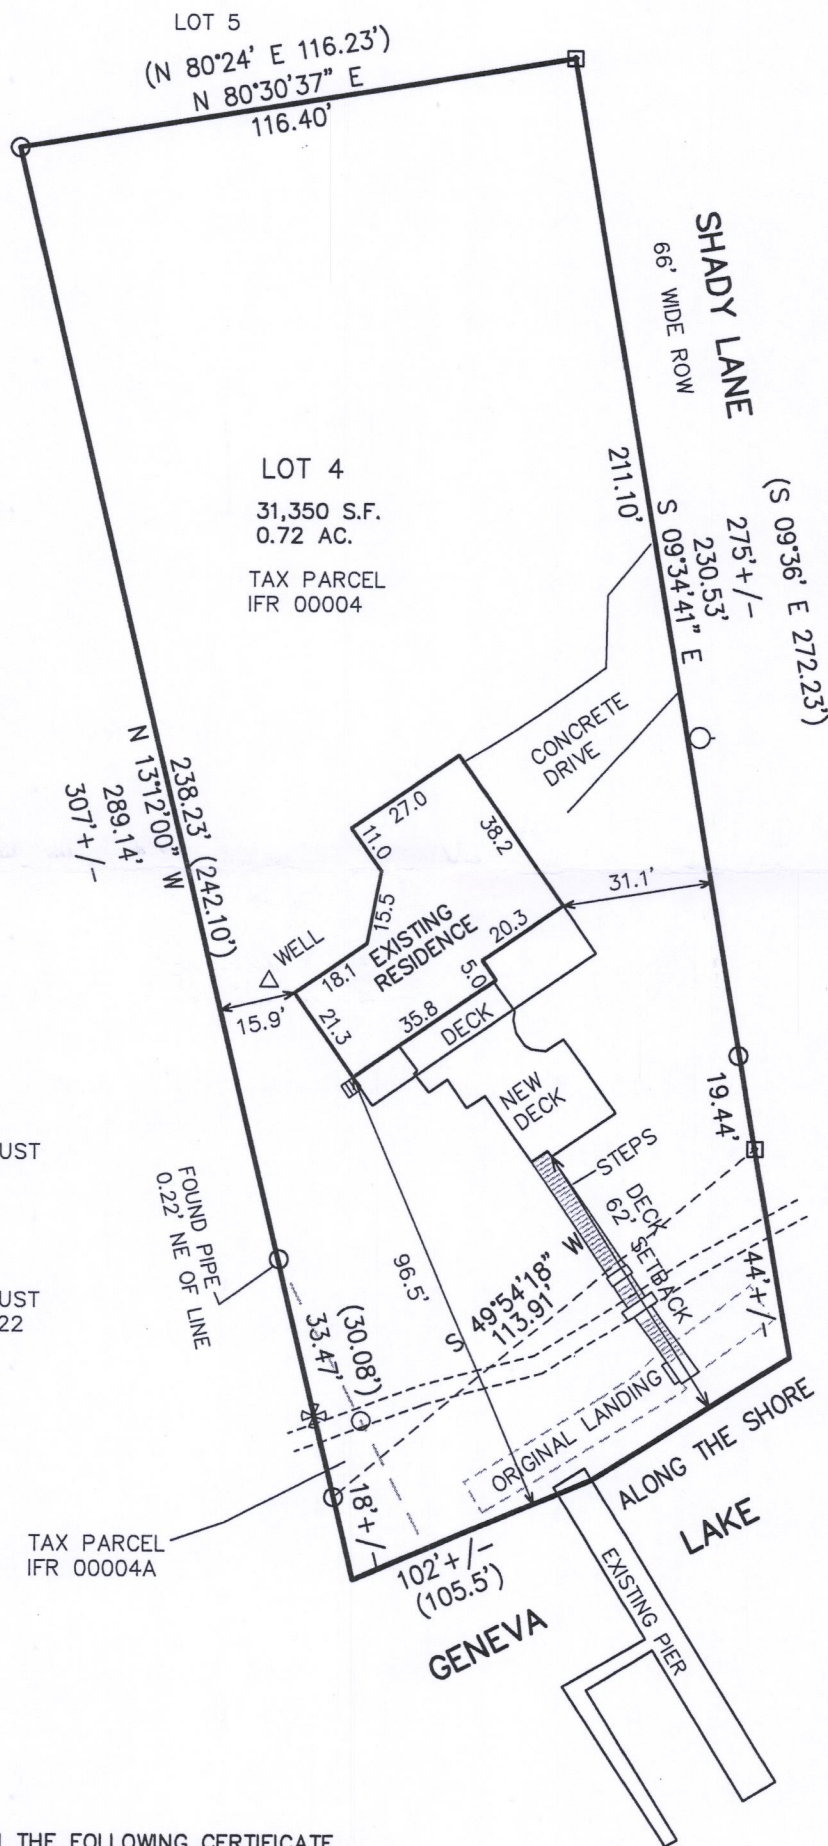 LOT 5
(N 80°24' E 116.23')
N 80°30'37" E
116.40'
SHADY LANE
66' WIDE ROW
LOT 4
31,350 S.F.
0.72 AC.
TAX PARCEL
IFR 00004
211.10'
S 09°34'41" E
230.53'
275'+/-
(S 09°36' E 272.23')
CONCRETE
DRIVE
N 13°12'00" W
238.23' (242.10')
289.14'
307'+/-
27.0
11.0
38.2
15.5
31.1'
EXISTING
RESIDENCE
20.3
WELL
18.1
5.0
15.9'
21.3
35.8
DECK
NEW
DECK
19.44'
UST
STEPS
FOUND PIPE
0.22' NE OF LINE
DECK
62' SETBACK
96.5'
S 49°54'18" W
113.91'
44'+/-
UST
22
(30.08')
33.47'
ORIGINAL LANDING
18'+/-
ALONG THE SHORE
TAX PARCEL
IFR 00004A
102'+/-
(105.5')
GENEVA
LAKE
EXISTING PIER
THE FOLLOWING CERTIFICATE